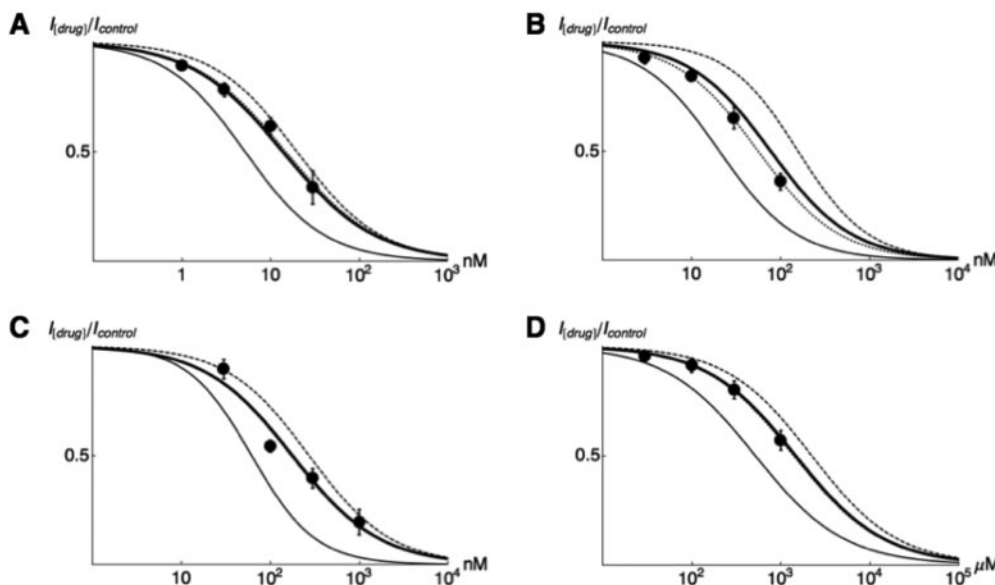 A I[drug]/Icontrol
0.5
1 10 10² 10³ nM
B I[drug]/Icontrol
0.5
10 10² 10³ 10⁴ nM
C I[drug]/Icontrol
0.5
10 10² 10³ 10⁴ nM
D I[drug]/Icontrol
0.5
10² 10³ 10⁴ 10⁵ μM